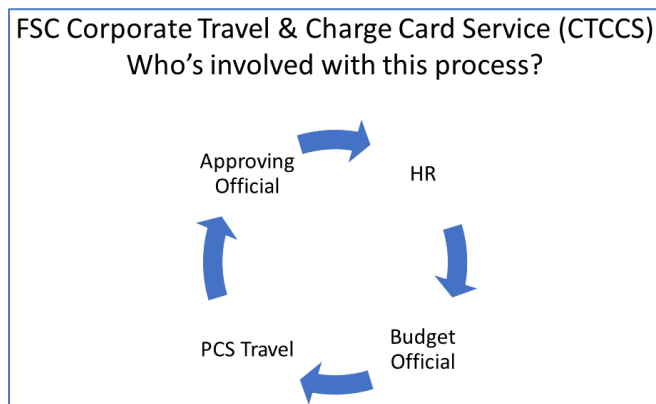 FSC Corporate Travel & Charge Card Service (CTCCS)
Who's involved with this process?
Approving
Official
HR
Budget
Official
PCS Travel